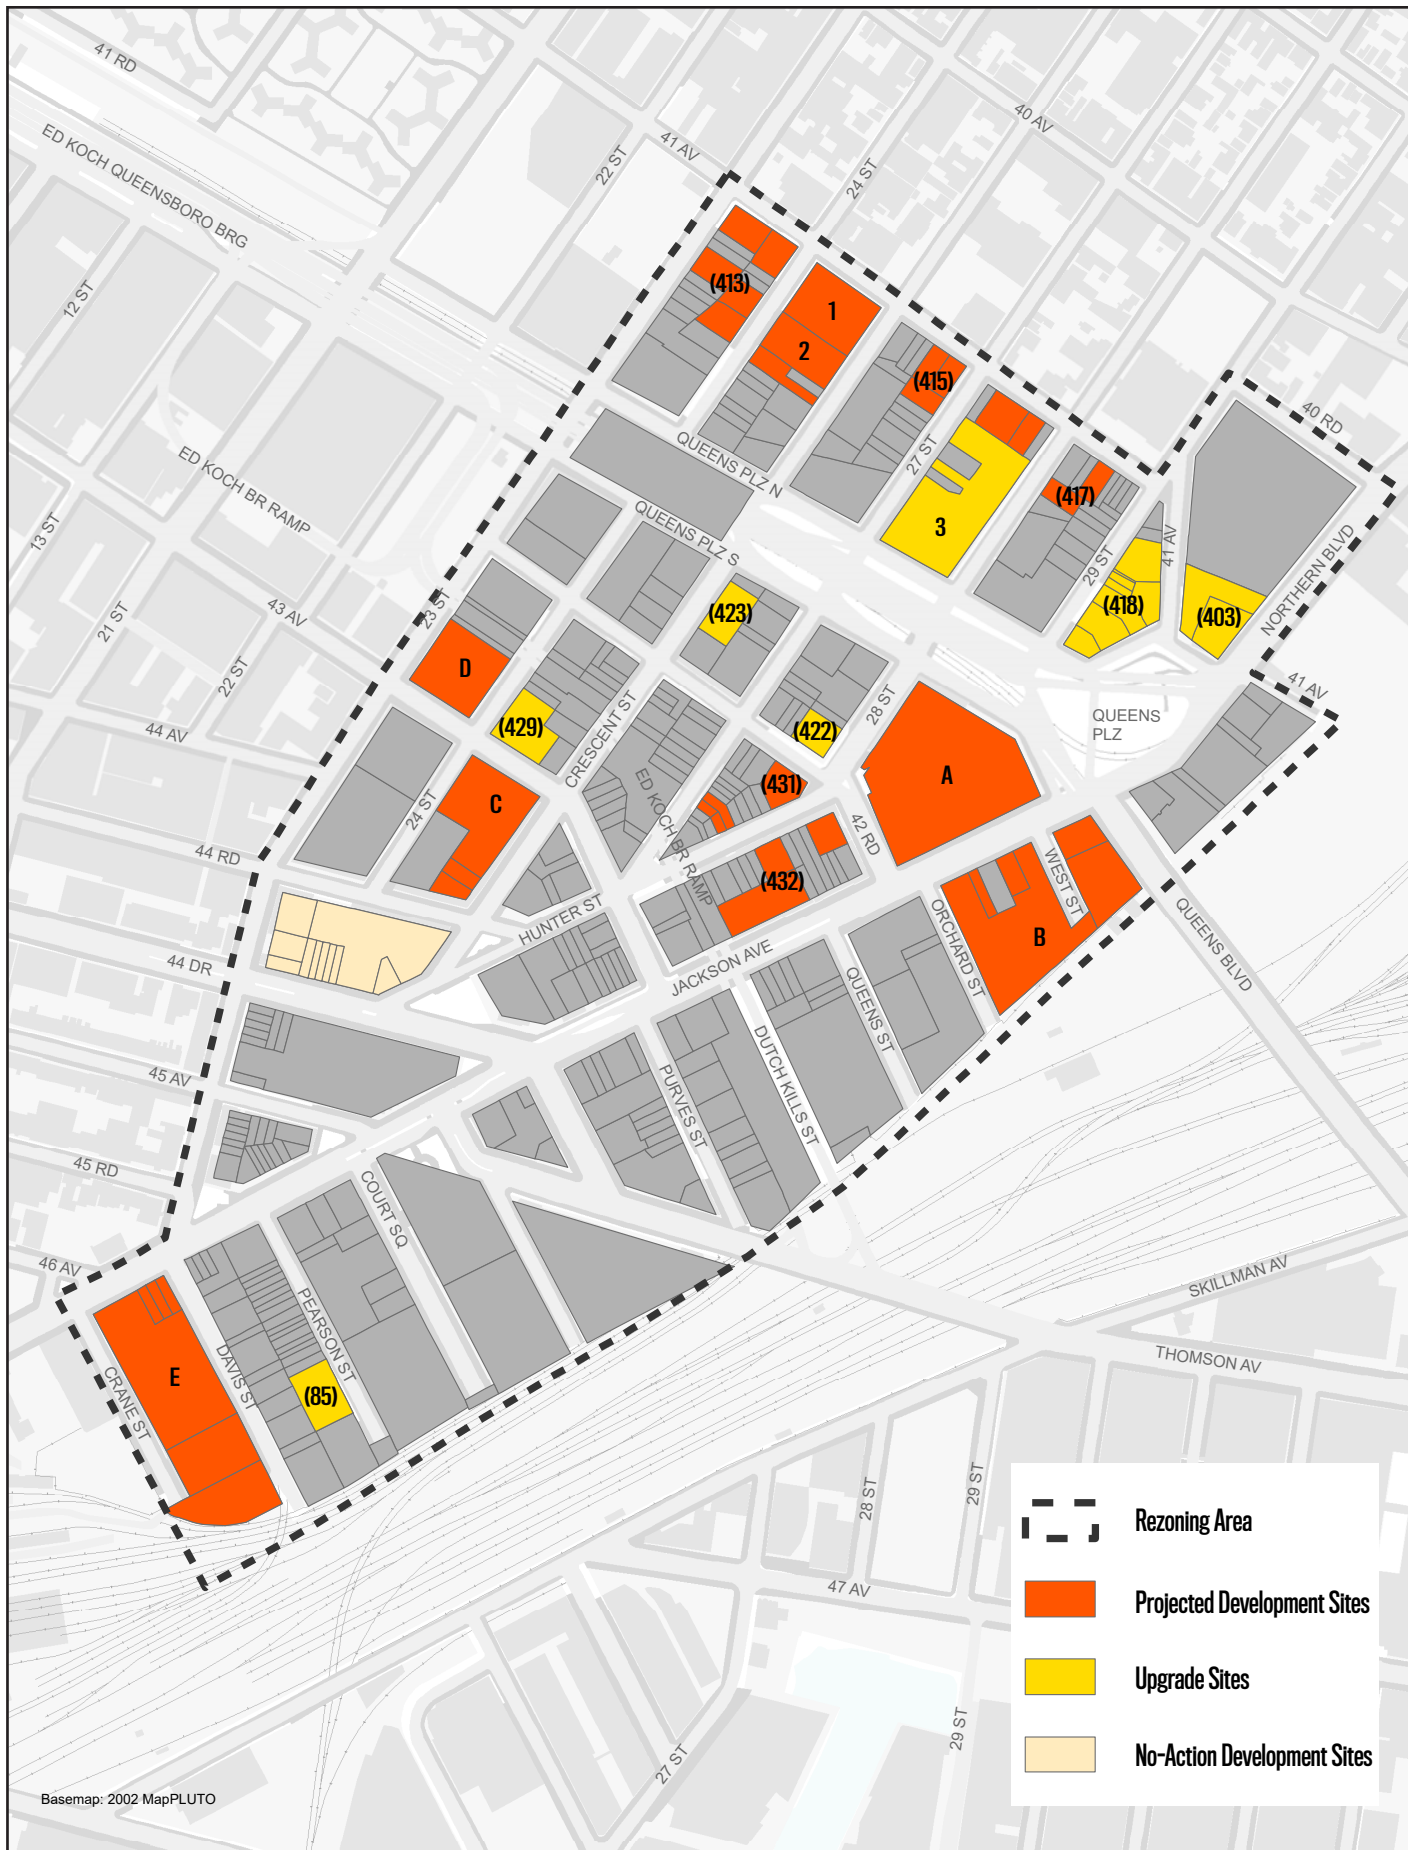 41 RD
40 AV
41 AV
22 ST
24 ST
ED KOCH QUEENSBORO BRG
12 ST
(413)
1
2
(415)
40 RD
QUEENS PLZ N
27 ST
ED KOCH BR RAMP
(417)
QUEENS PLZ S
3
13 ST
41 AV
29 ST
NORTHERN BLVD
43 AV
23 ST
(423)
(418)
(403)
21 ST
22 ST
D
41 AV
28 ST
QUEENS
PLZ
44 AV
(429)
CRESCENT ST
(422)
A
24 ST
C
ED KOCH BR RAMP
(431)
42 RD
44 RD
WEST ST
(432)
HUNTER ST
ORCHARD ST
B
QUEENS BLVD
44 DR
JACKSON AVE
QUEENS ST
45 AV
DUTCH KILLS ST
PURVES ST
45 RD
COURT SQ
46 AV
SKILLMAN AV
PEARSON ST
THOMSON AV
E
DAVIS ST
CRANE ST
(85)
28 ST
29 ST
47 AV
29 ST
27 ST
Rezoning Area
Projected Development Sites
Upgrade Sites
No-Action Development Sites
Basemap: 2002 MapPLUTO